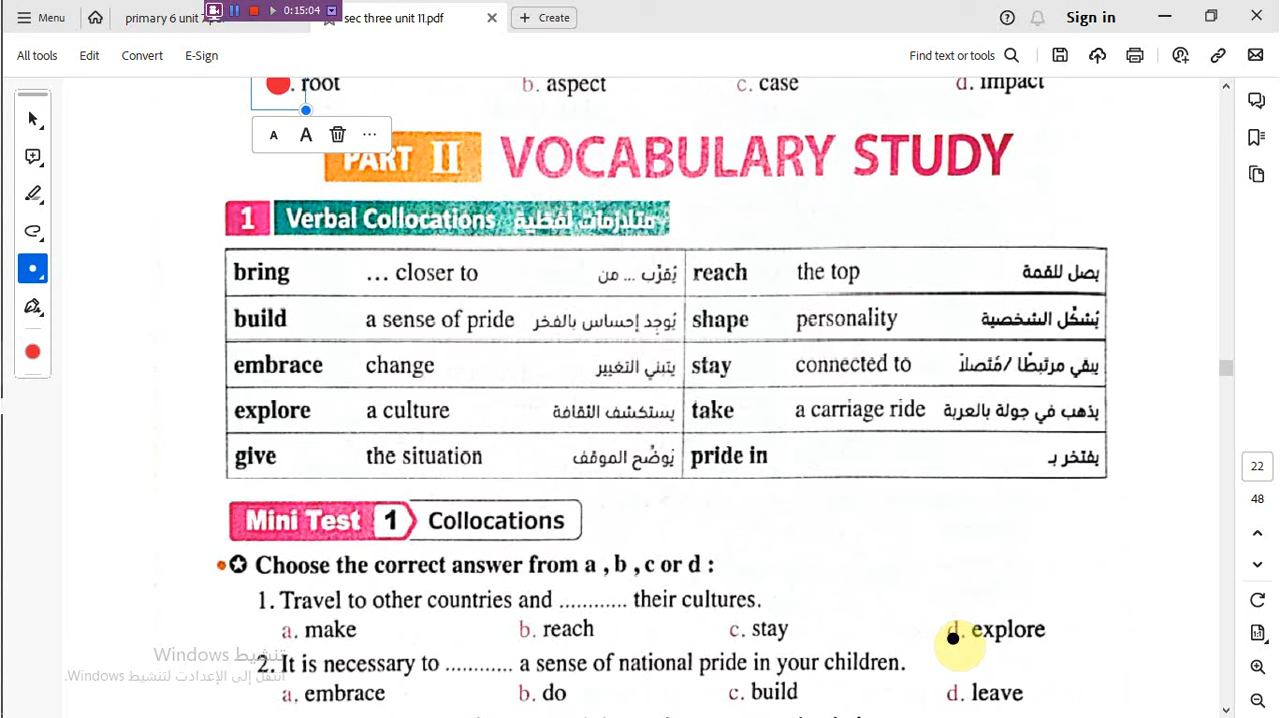 Menu
primary 6 unit
0:15:04
sec three unit 11.pdf
Create
Sign in
All tools
Edit
Convert
E-Sign
Find text or tools
. root
b. aspect
c. case
d. impact
A A ...
PART II VOCABULARY STUDY
1 Verbal Collocations متلازمات لفظية
bring … closer to يُقرِّب ... من reach the top يصل للقمة
build a sense of pride يُوجد إحساس بالفخر shape personality يُشكِّل الشخصية
embrace change يتبني التغيير stay connected to يبقي مرتبطًا /مُتصلاً
explore a culture يستكشف الثقافة take a carriage ride يذهب في جولة بالعربة
give the situation يُوضِّح الموقف pride in يفتخر بـ
Mini Test 1 Collocations
Choose the correct answer from a , b , c or d :
1. Travel to other countries and ............ their cultures.
a. make b. reach c. stay d. explore
2. It is necessary to ............ a sense of national pride in your children.
a. embrace b. do c. build d. leave
تنشيط Windows
انتقل إلى الإعدادت لتنشيط Windows.
22
48